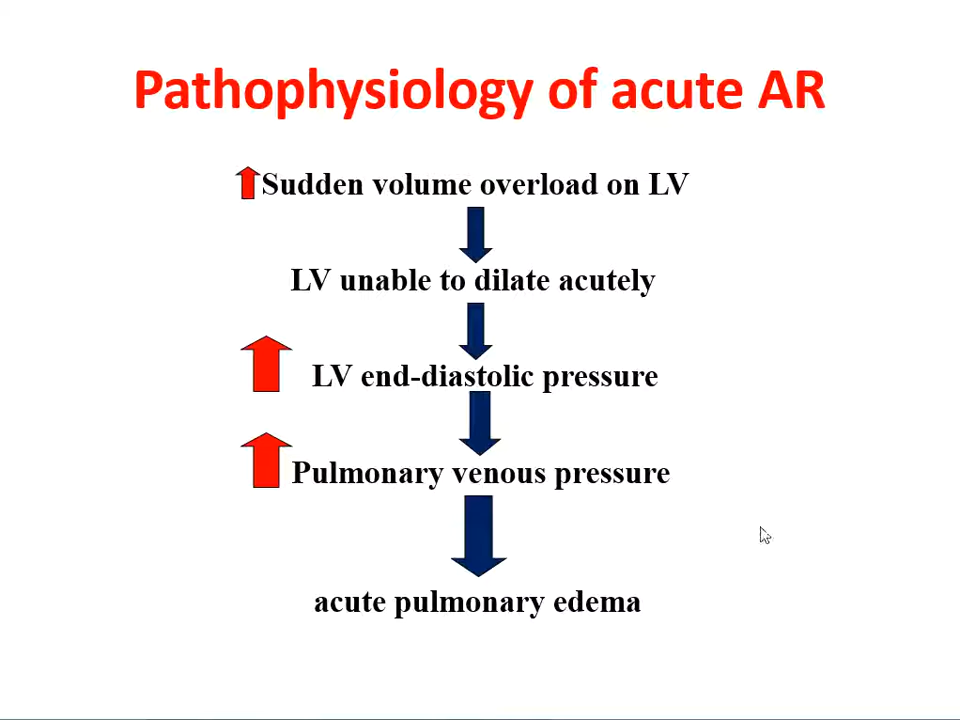 Pathophysiology of acute AR
Sudden volume overload on LV
LV unable to dilate acutely
LV end-diastolic pressure
Pulmonary venous pressure
acute pulmonary edema